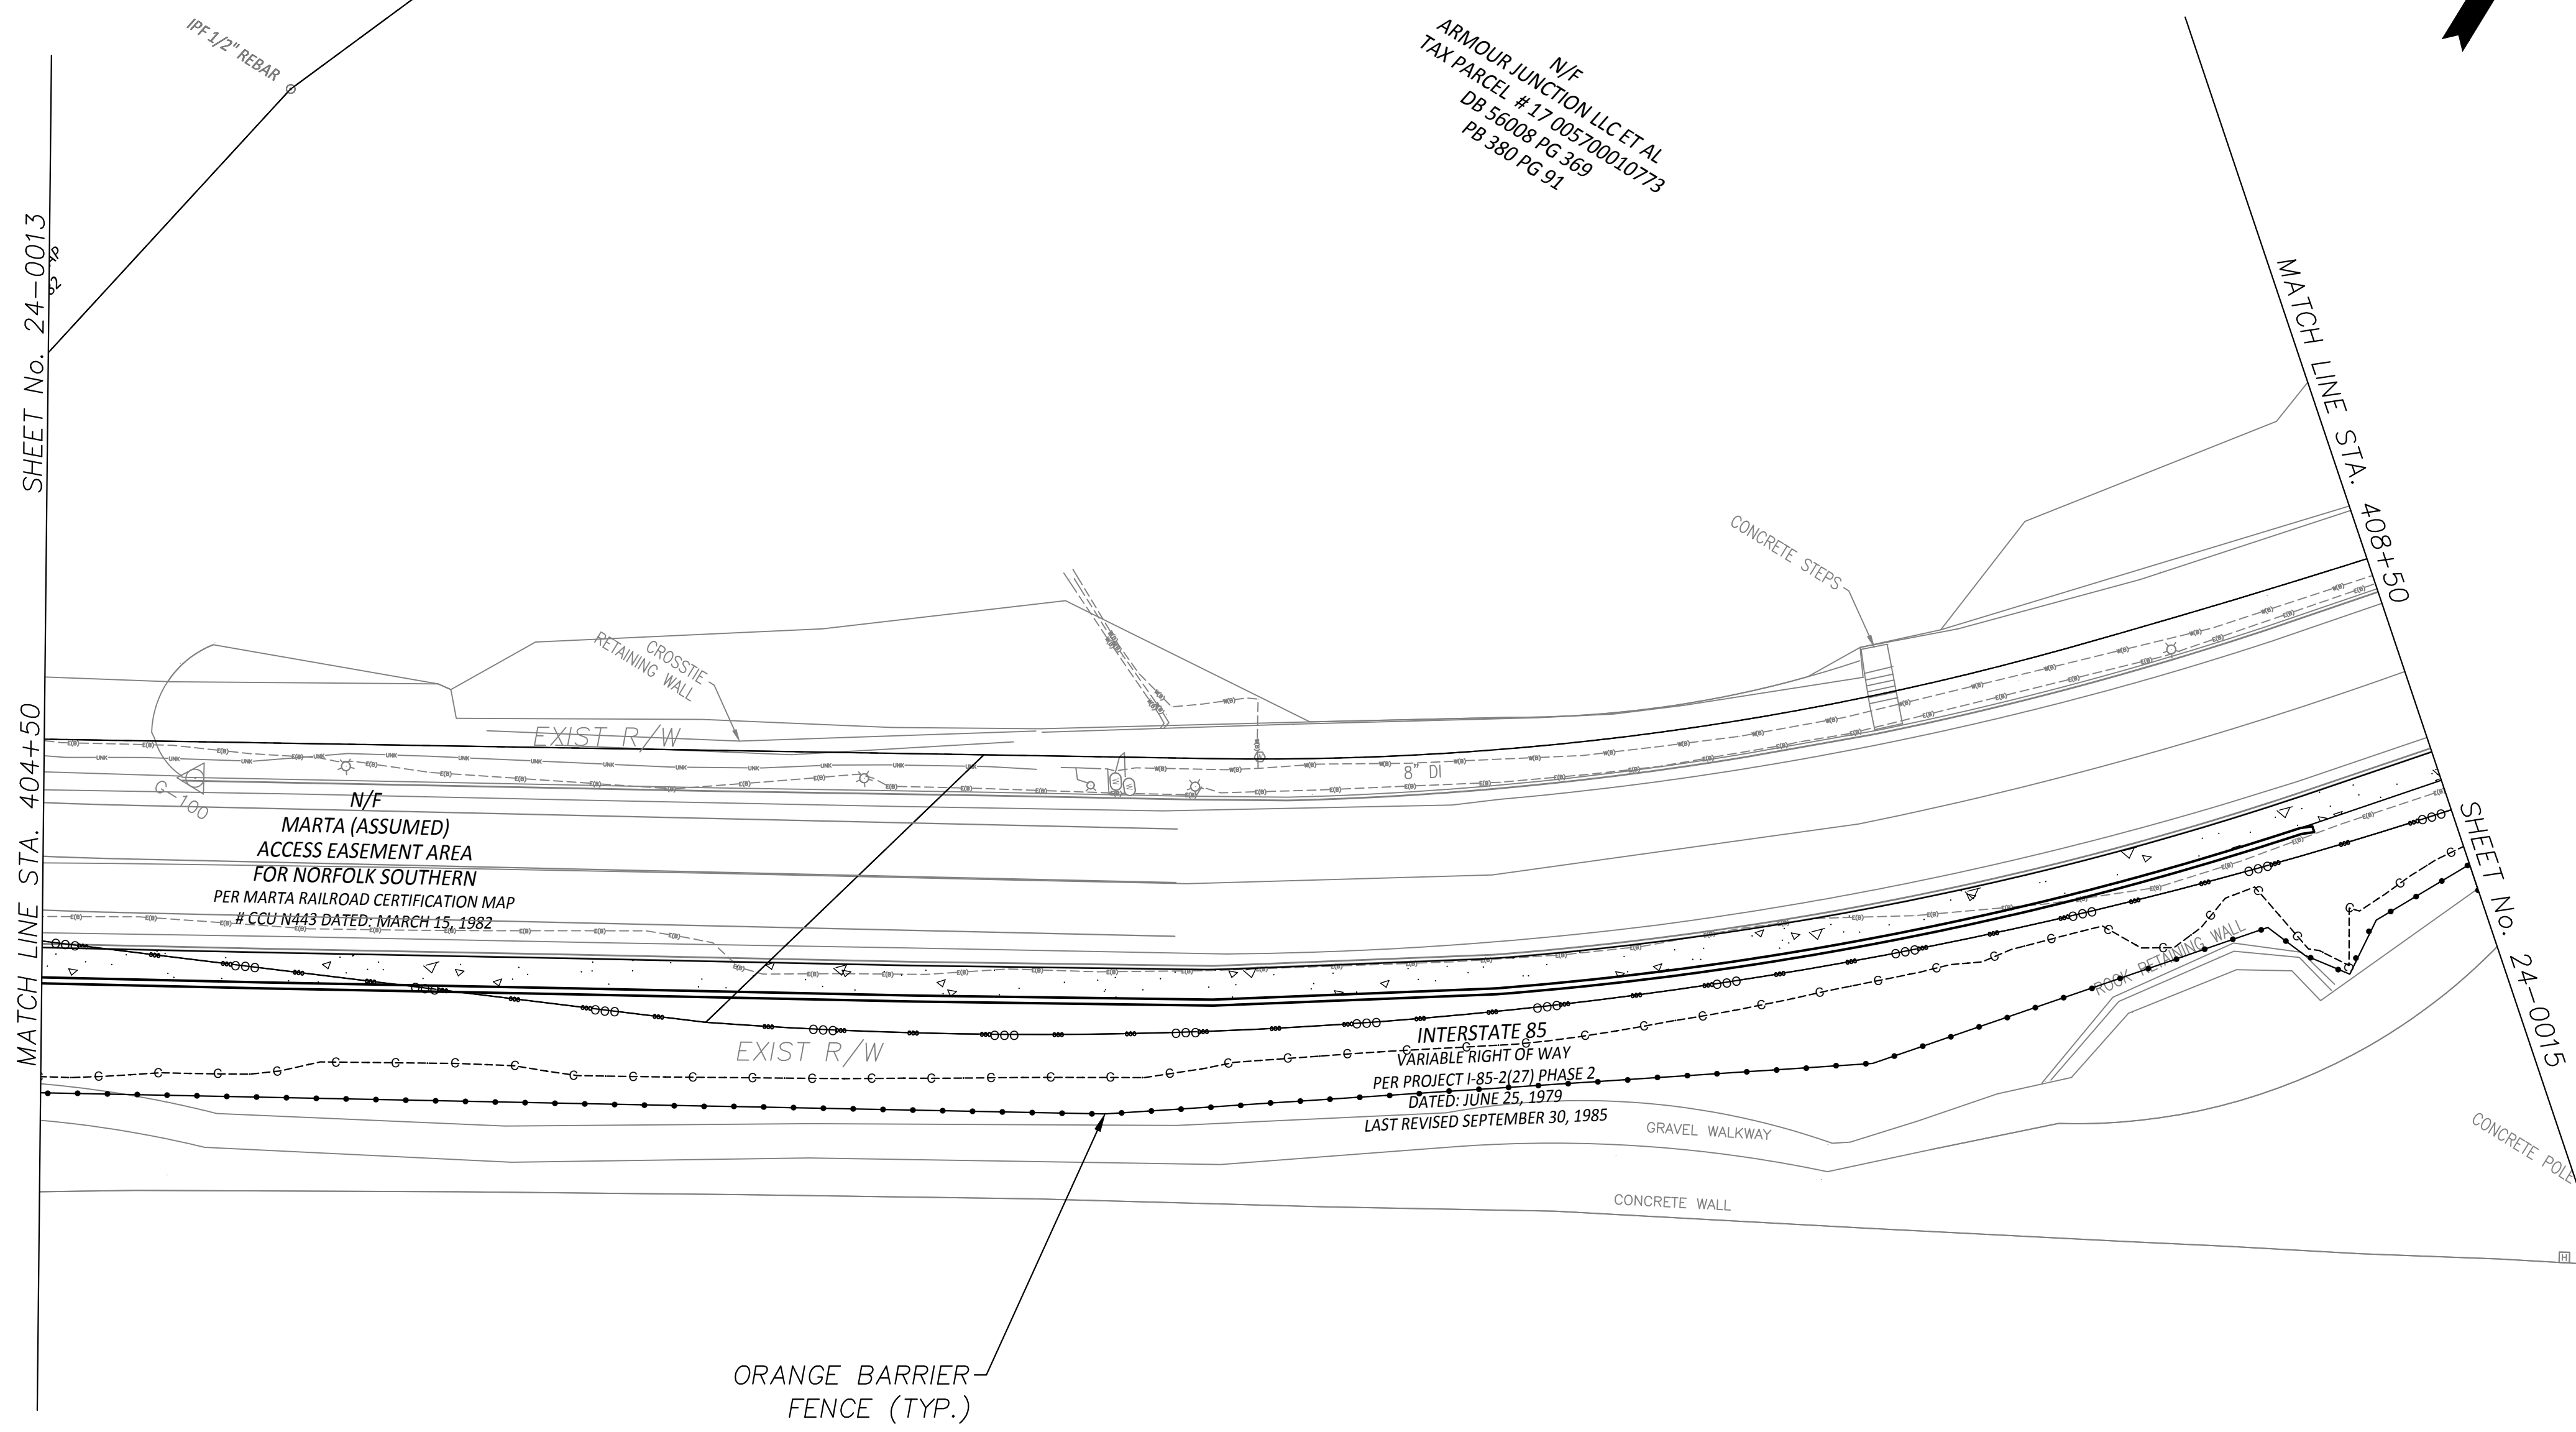 IPF 1/2" REBAR
N/F
ARMOUR JUNCTION LLC ET AL
TAX PARCEL # 17 005700010773
DB 56008 PG 369
PB 380 PG 91
MATCH LINE STA. 404+50
SHEET No. 24-0013
MATCH LINE STA. 408+50
SHEET No. 24-0015
CONCRETE STEPS
CROSSTIE
RETAINING WALL
EXIST R/W
8" DI
G-100
N/F
MARTA (ASSUMED)
ACCESS EASEMENT AREA
FOR NORFOLK SOUTHERN
PER MARTA RAILROAD CERTIFICATION MAP
# CCU N443 DATED: MARCH 15, 1982
EXIST R/W
INTERSTATE 85
VARIABLE RIGHT OF WAY
PER PROJECT I-85-2(27) PHASE 2
DATED: JUNE 25, 1979
LAST REVISED SEPTEMBER 30, 1985
ROCK RETAINING WALL
GRAVEL WALKWAY
CONCRETE WALL
CONCRETE POLE
H
ORANGE BARRIER
FENCE (TYP.)